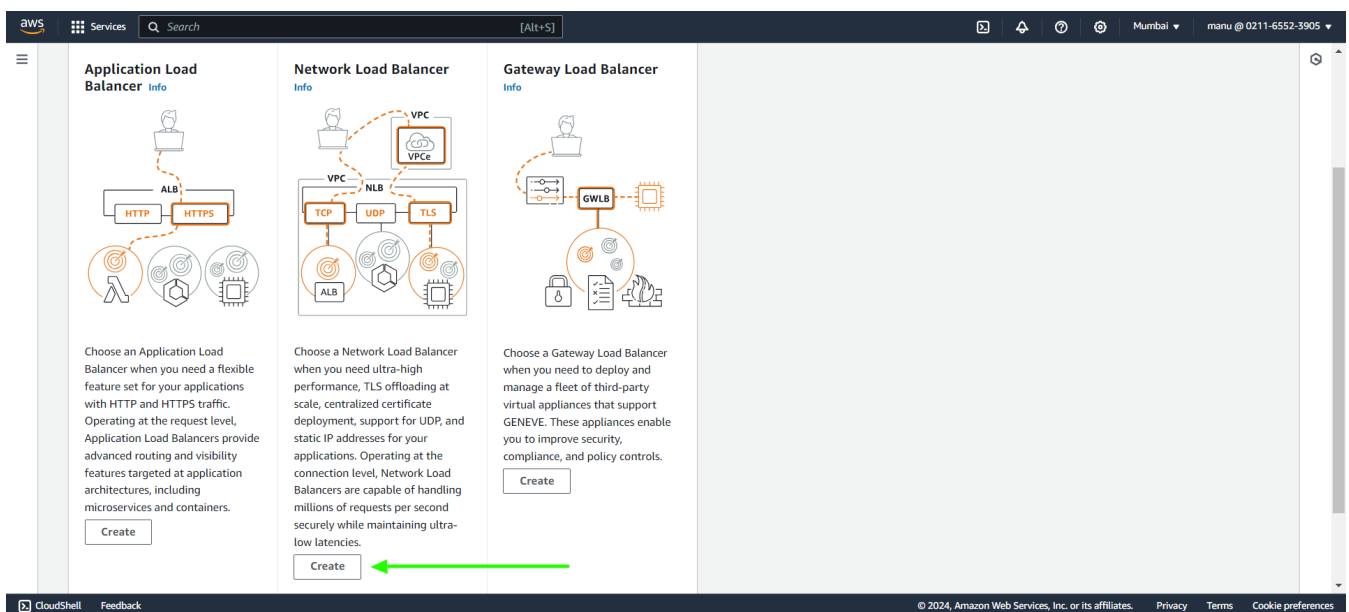 aws
Services
Search
[Alt+S]
Mumbai ▼
manu @ 0211-6552-3905 ▼
Application Load
Balancer Info
ALB
HTTP
HTTPS
Choose an Application Load
Balancer when you need a flexible
feature set for your applications
with HTTP and HTTPS traffic.
Operating at the request level,
Application Load Balancers provide
advanced routing and visibility
features targeted at application
architectures, including
microservices and containers.
Create
Network Load Balancer
Info
VPC
VPCe
VPC
NLB
TCP
UDP
TLS
ALB
Choose a Network Load Balancer
when you need ultra-high
performance, TLS offloading at
scale, centralized certificate
deployment, support for UDP, and
static IP addresses for your
applications. Operating at the
connection level, Network Load
Balancers are capable of handling
millions of requests per second
securely while maintaining ultra-
low latencies.
Create
Gateway Load Balancer
Info
GWLB
Choose a Gateway Load Balancer
when you need to deploy and
manage a fleet of third-party
virtual appliances that support
GENEVE. These appliances enable
you to improve security,
compliance, and policy controls.
Create
CloudShell
Feedback
© 2024, Amazon Web Services, Inc. or its affiliates.
Privacy
Terms
Cookie preferences